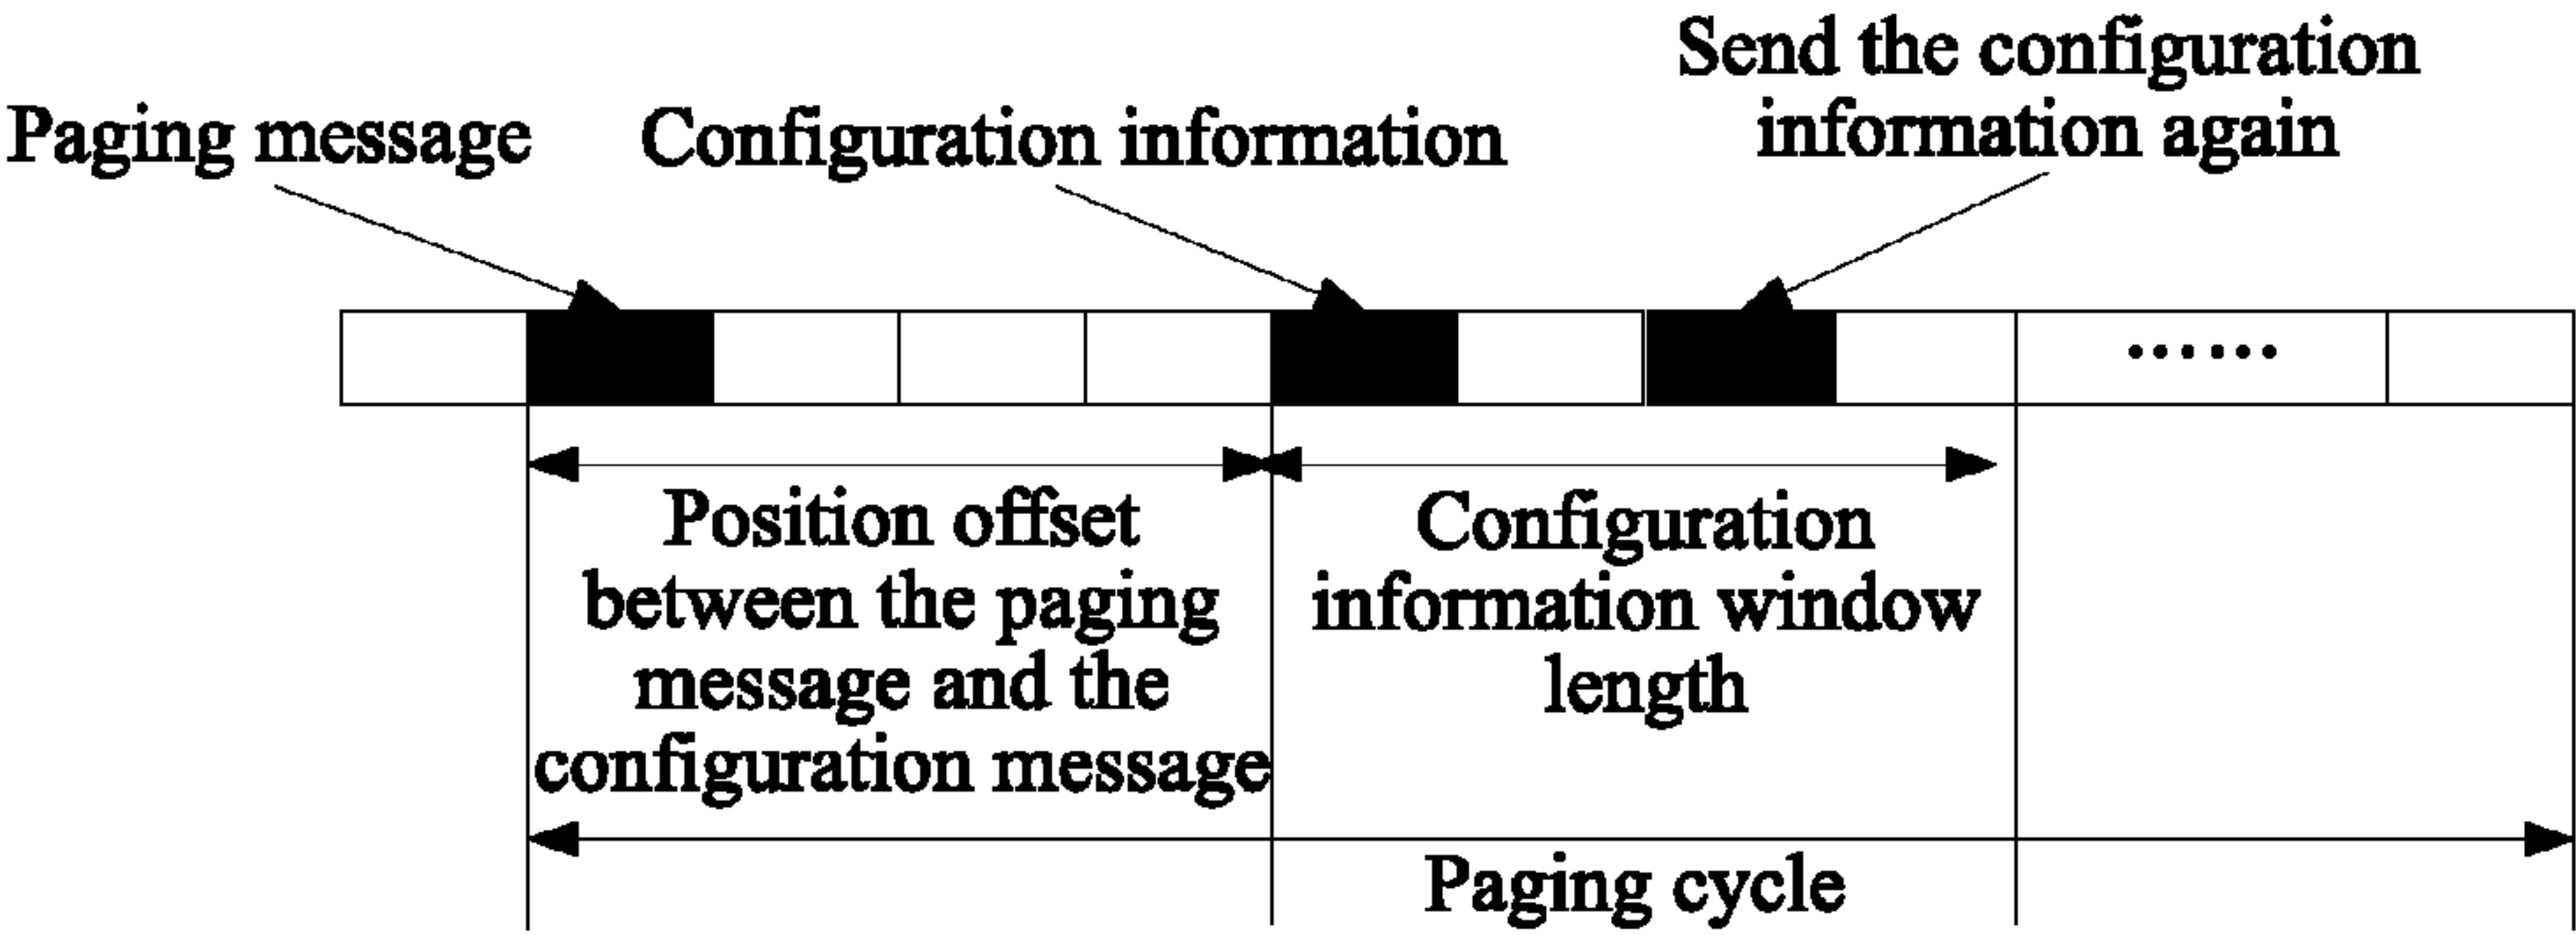 Send the configuration
information again
Paging message
Configuration information
......
Position offset
between the paging
message and the
configuration message
Configuration
information window
length
Paging cycle